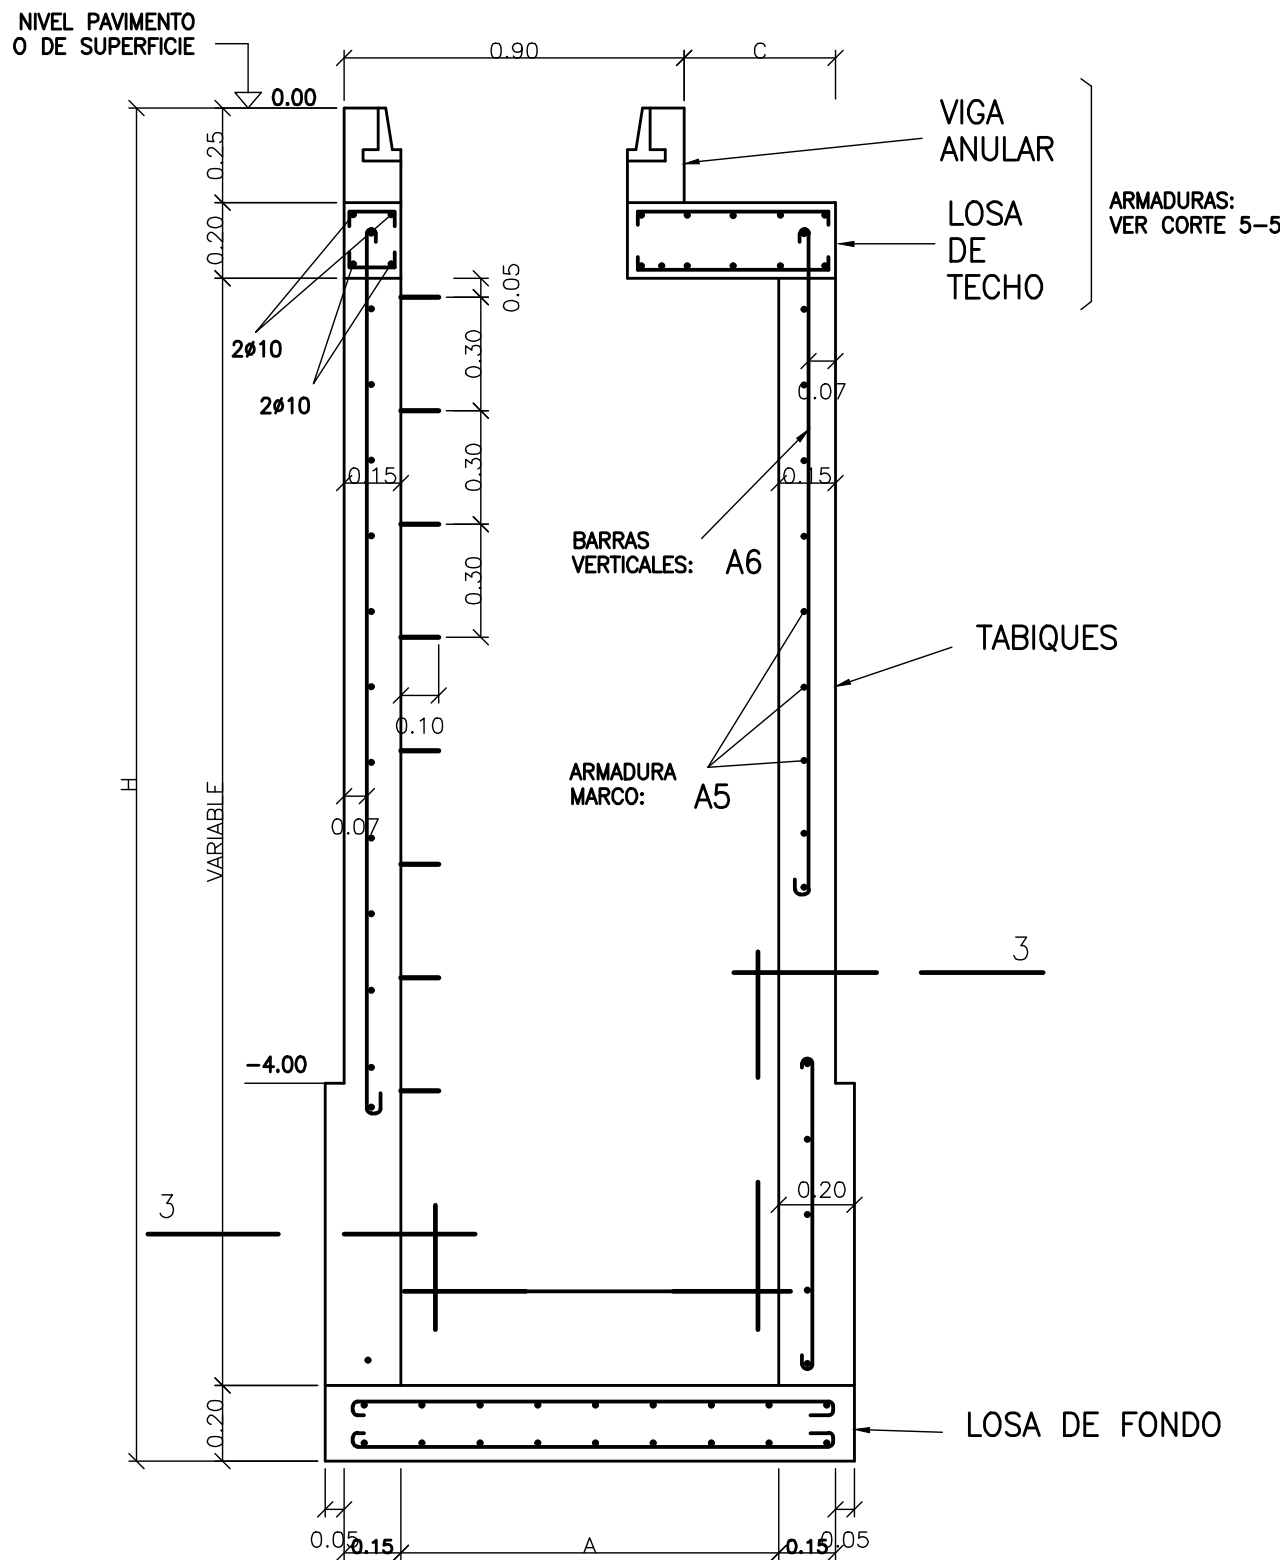 NIVEL PAVIMENTO
O DE SUPERFICIE
0.00
0.90
C
VIGA
ANULAR
LOSA
DE
TECHO
ARMADURAS:
VER CORTE 5-5
0.25
0.20
0.05
2ø10
2ø10
0.30
0.30
0.30
0.07
0.15
0.15
BARRAS
VERTICALES: A6
TABIQUES
0.10
ARMADURA
MARCO: A5
0.07
H
VARIABLE
3
-4.00
3
0.20
0.20
LOSA DE FONDO
0.05
0.15
A
0.15
0.05